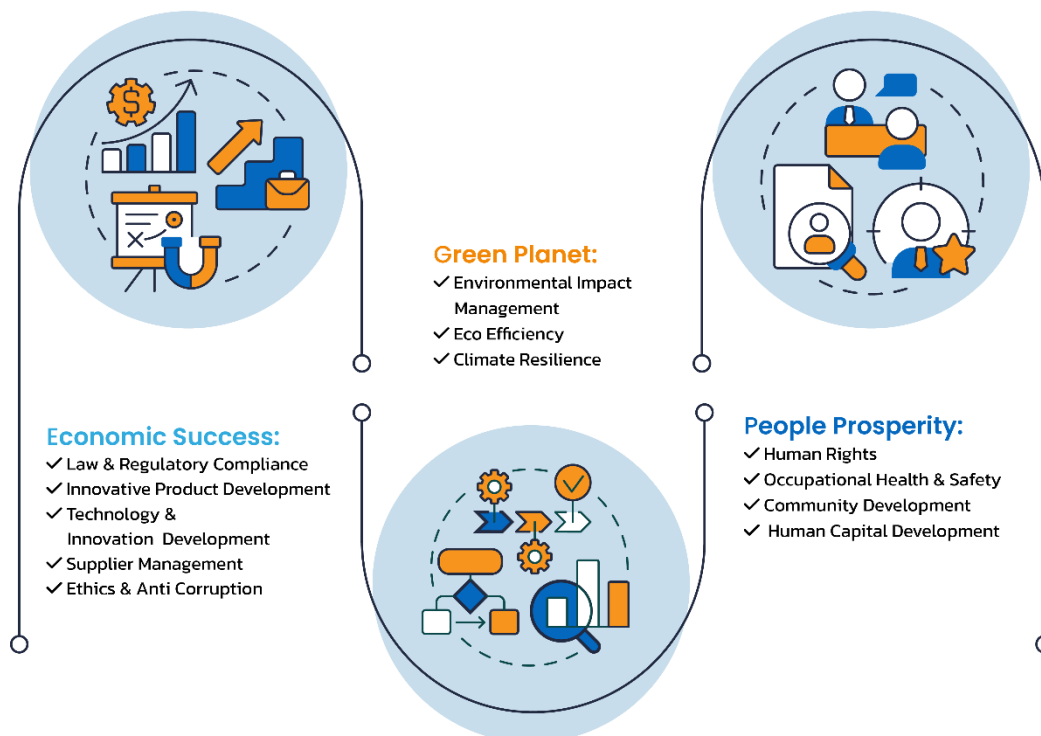 Economic Success:
Law & Regulatory Compliance
Innovative Product Development
Technology &
Innovation Development
Supplier Management
Ethics & Anti Corruption
Green Planet:
Environmental Impact
Management
Eco Efficiency
Climate Resilience
People Prosperity:
Human Rights
Occupational Health & Safety
Community Development
Human Capital Development